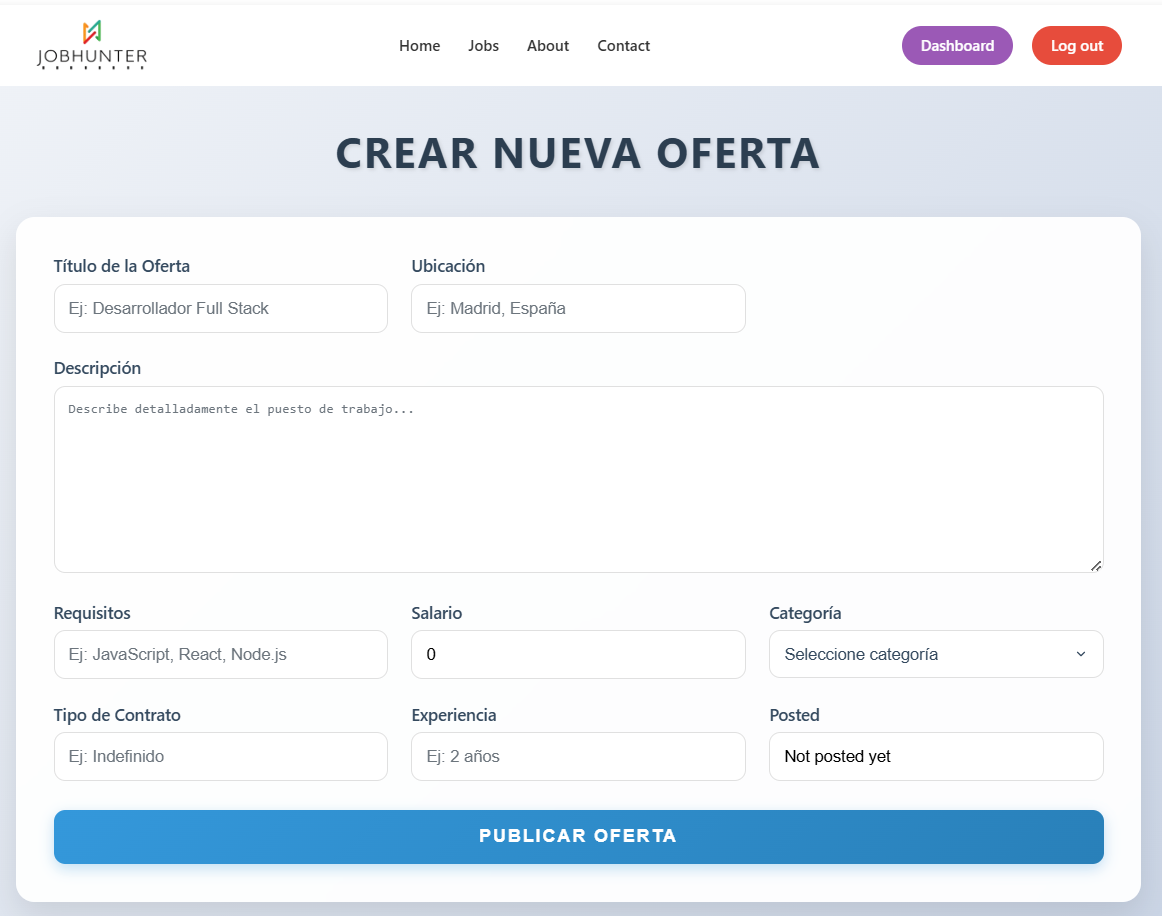 JOBHUNTER
Home Jobs About Contact Dashboard Log out
CREAR NUEVA OFERTA
Título de la Oferta Ubicación
Ej: Desarrollador Full Stack Ej: Madrid, España
Descripción
Describe detalladamente el puesto de trabajo...
Requisitos Salario Categoría
Ej: JavaScript, React, Node.js 0 Seleccione categoría
Tipo de Contrato Experiencia Posted
Ej: Indefinido Ej: 2 años Not posted yet
PUBLICAR OFERTA